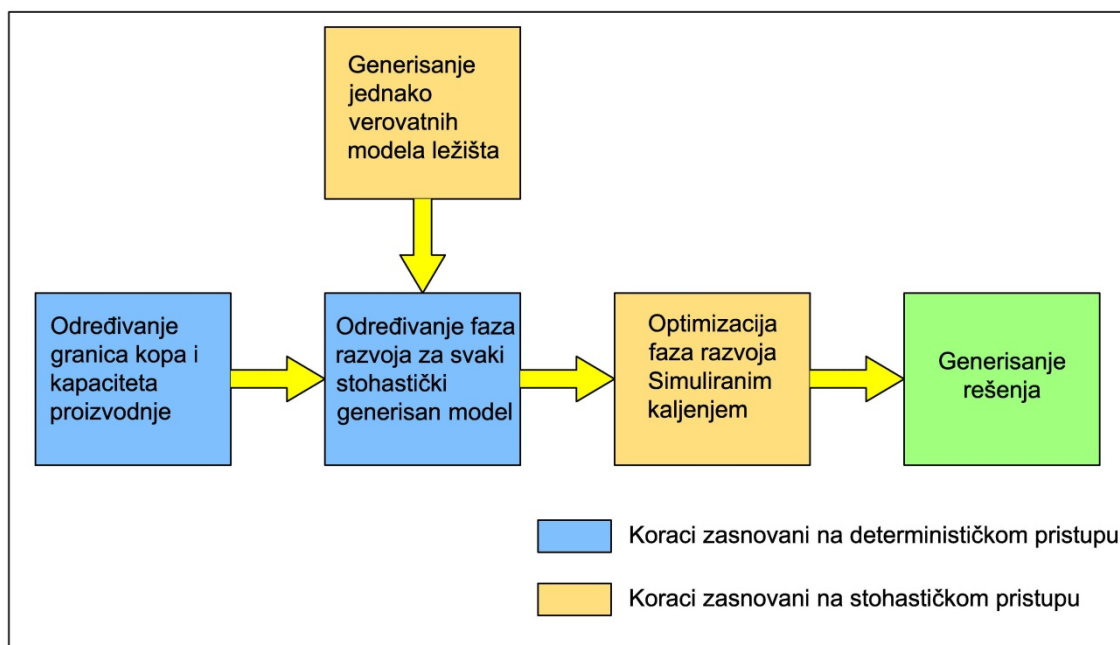 Generisanje
jednako
verovatnih
modela ležišta
Određivanje
granica kopa i
kapaciteta
proizvodnje
Određivanje faza
razvoja za svaki
stohastički
generisan model
Optimizacija
faza razvoja
Simuliranim
kaljenjem
Generisanje
rešenja
Koraci zasnovani na determinističkom pristupu
Koraci zasnovani na stohastičkom pristupu